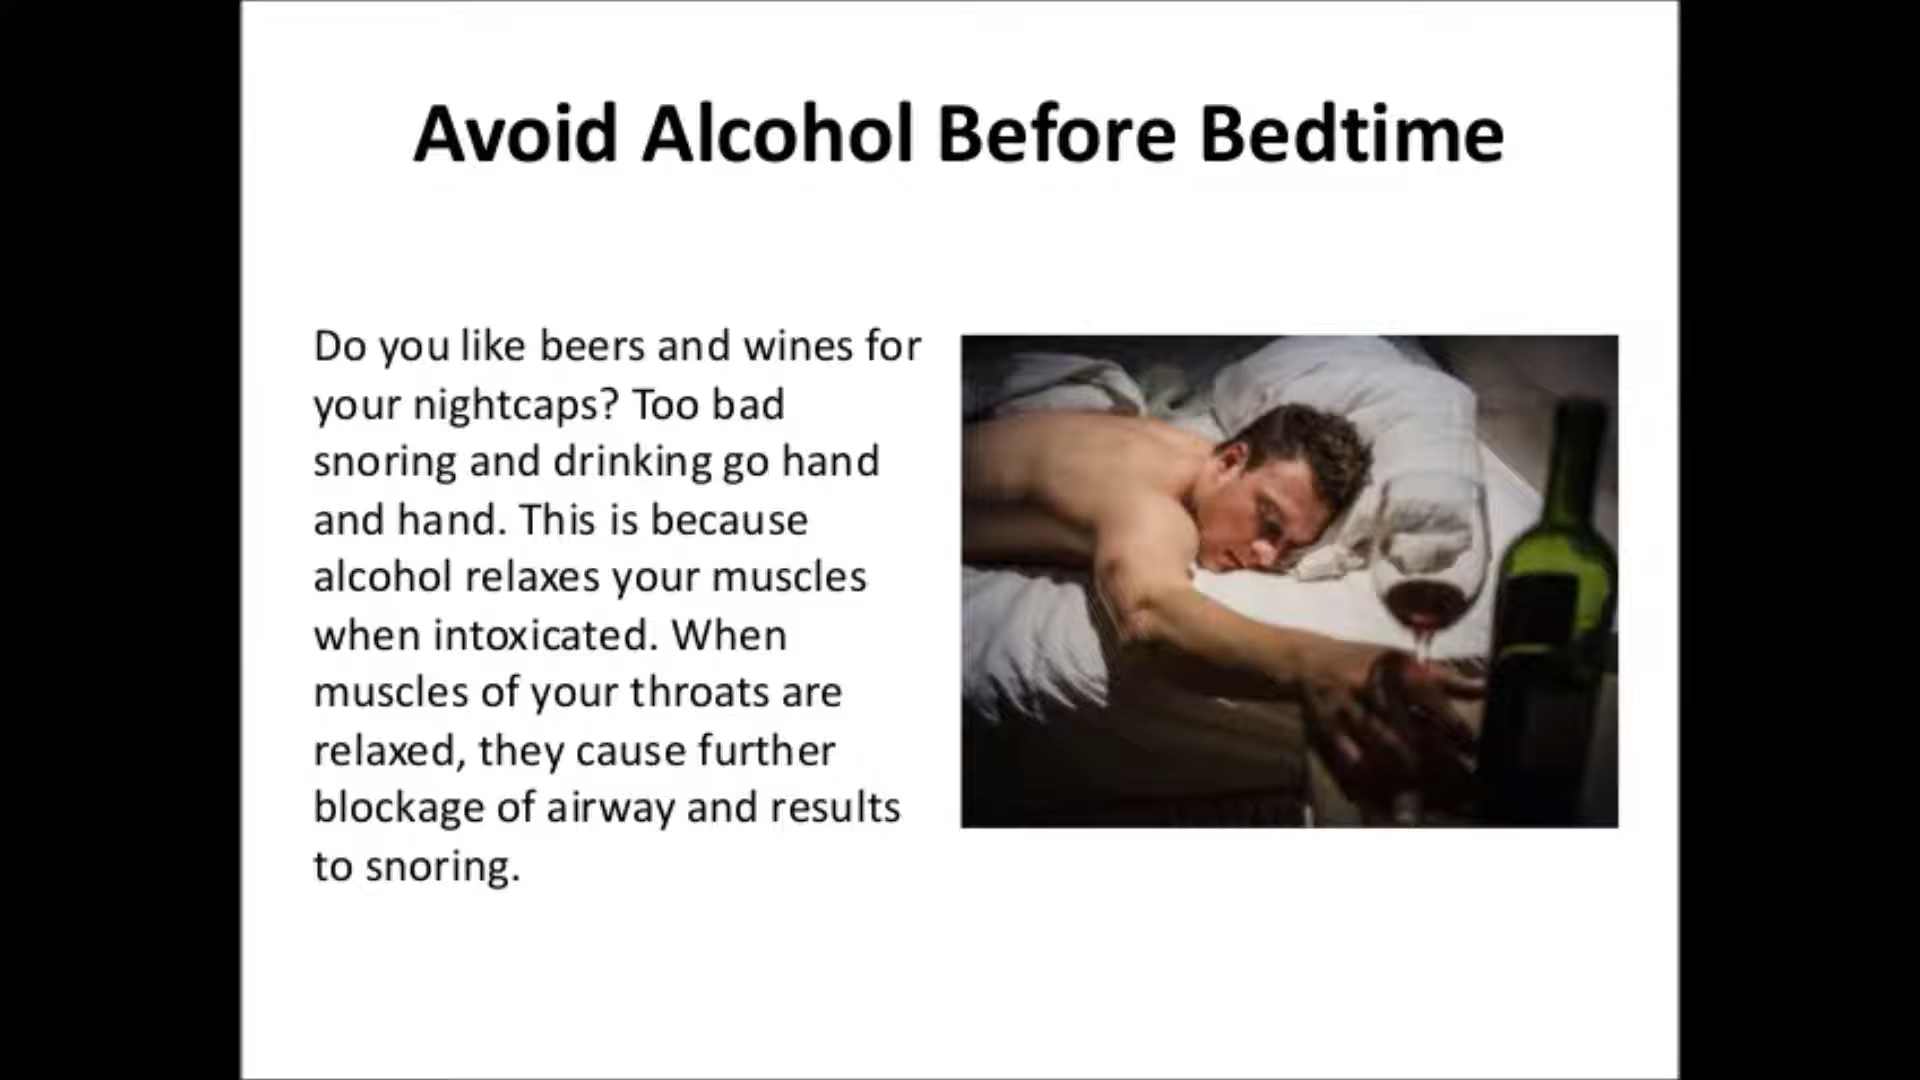 Avoid Alcohol Before Bedtime
Do you like beers and wines for
your nightcaps? Too bad
snoring and drinking go hand
and hand. This is because
alcohol relaxes your muscles
when intoxicated. When
muscles of your throats are
relaxed, they cause further
blockage of airway and results
to snoring.